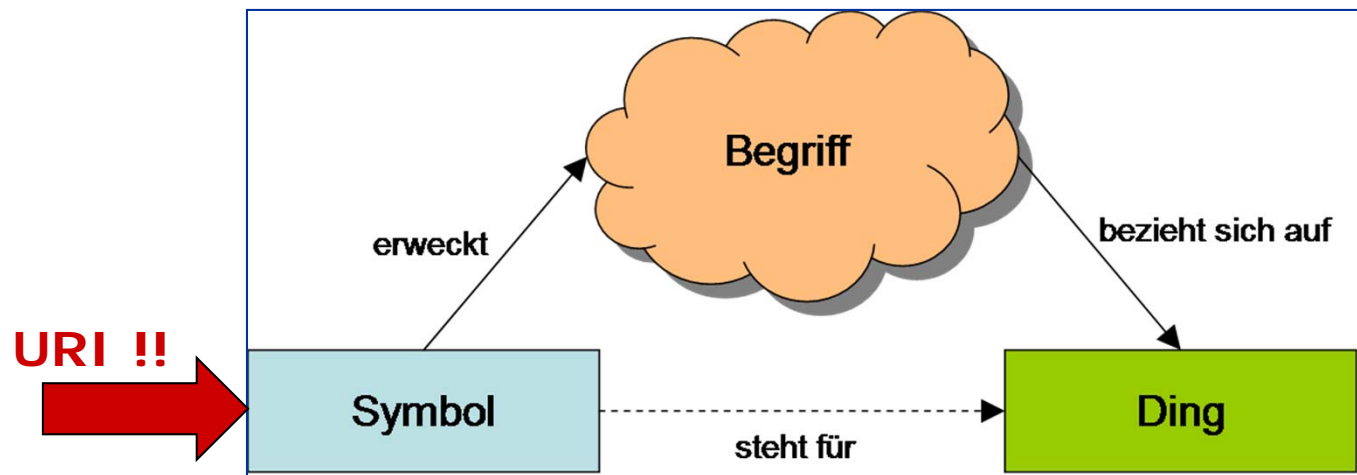 Begriff
erweckt
bezieht sich auf
URI !!
Symbol
steht für
Ding